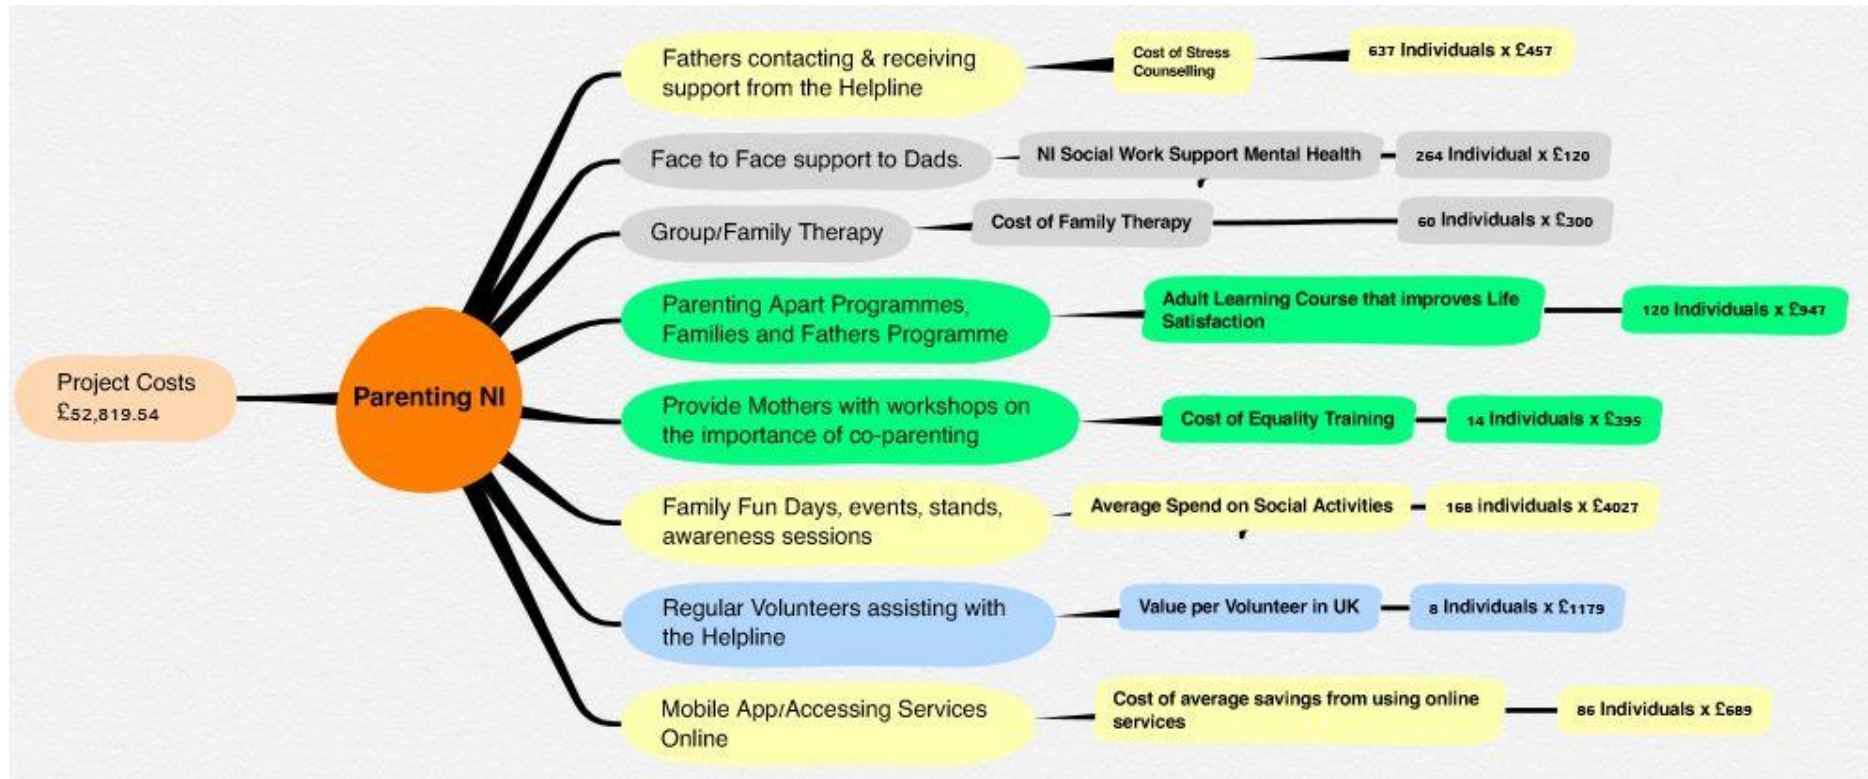 Project Costs
£52,819.54
Parenting NI
Fathers contacting & receiving
support from the Helpline
Cost of Stress
Counselling
637 Individuals x £457
Face to Face support to Dads.
NI Social Work Support Mental Health
264 Individual x £120
Group/Family Therapy
Cost of Family Therapy
60 Individuals x £300
Parenting Apart Programmes,
Families and Fathers Programme
Adult Learning Course that improves Life
Satisfaction
120 Individuals x £947
Provide Mothers with workshops on
the importance of co-parenting
Cost of Equality Training
14 Individuals x £395
Family Fun Days, events, stands,
awareness sessions
Average Spend on Social Activities
168 individuals x £4027
Regular Volunteers assisting with
the Helpline
Value per Volunteer in UK
8 Individuals x £1179
Mobile App/Accessing Services
Online
Cost of average savings from using online
services
86 Individuals x £689